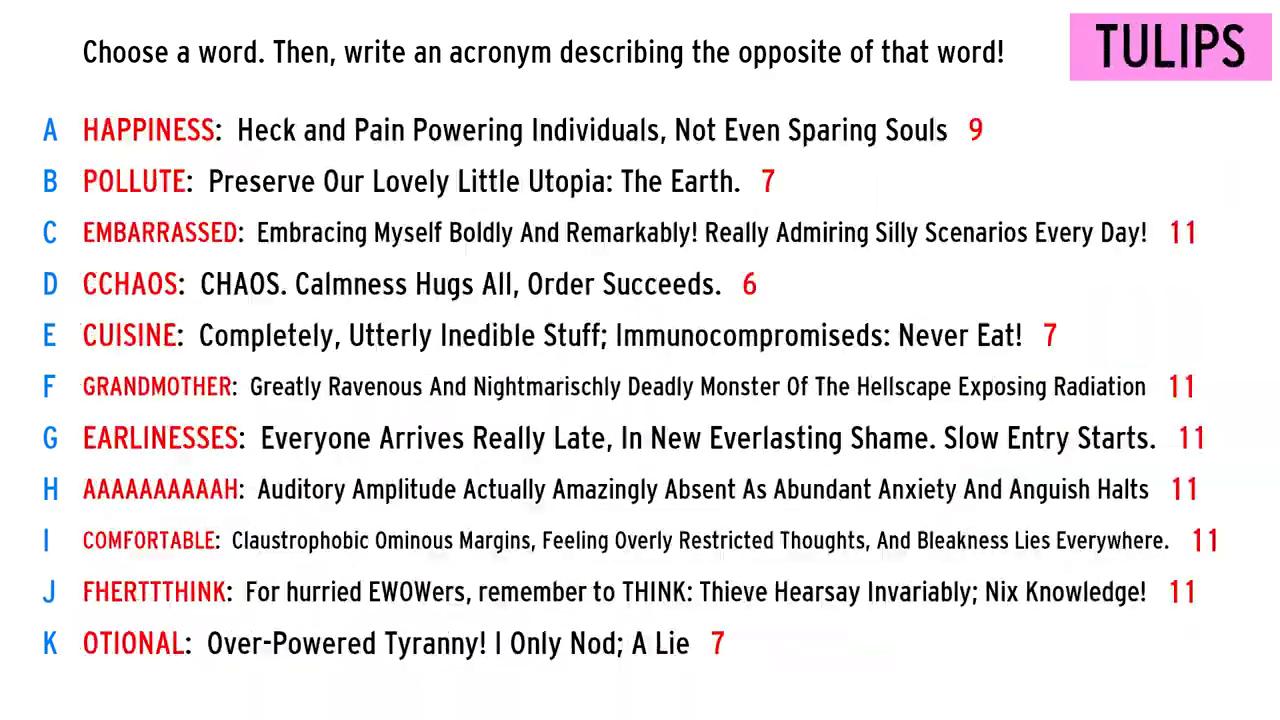 Choose a word. Then, write an acronym describing the opposite of that word!
TULIPS
A HAPPINESS: Heck and Pain Powering Individuals, Not Even Sparing Souls 9
B POLLUTE: Preserve Our Lovely Little Utopia: The Earth. 7
C EMBARRASSED: Embracing Myself Boldly And Remarkably! Really Admiring Silly Scenarios Every Day! 11
D CCHAOS: CHAOS. Calmness Hugs All, Order Succeeds. 6
E CUISINE: Completely, Utterly Inedible Stuff; Immunocompromiseds: Never Eat! 7
F GRANDMOTHER: Greatly Ravenous And Nightmarischly Deadly Monster Of The Hellscape Exposing Radiation 11
G EARLINESSES: Everyone Arrives Really Late, In New Everlasting Shame. Slow Entry Starts. 11
H AAAAAAAAAAH: Auditory Amplitude Actually Amazingly Absent As Abundant Anxiety And Anguish Halts 11
I COMFORTABLE: Claustrophobic Ominous Margins, Feeling Overly Restricted Thoughts, And Bleakness Lies Everywhere. 11
J FHERTTTHINK: For hurried EWOWers, remember to THINK: Thieve Hearsay Invariably; Nix Knowledge! 11
K OTIONAL: Over-Powered Tyranny! I Only Nod; A Lie 7